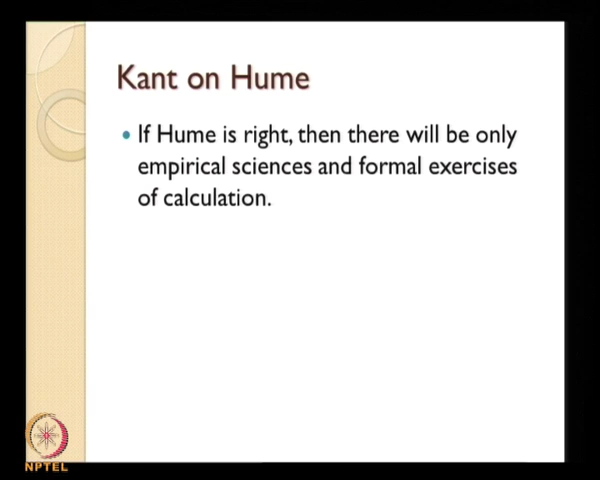 Kant on Hume
If Hume is right, then there will be only
empirical sciences and formal exercises
of calculation.
NPTEL